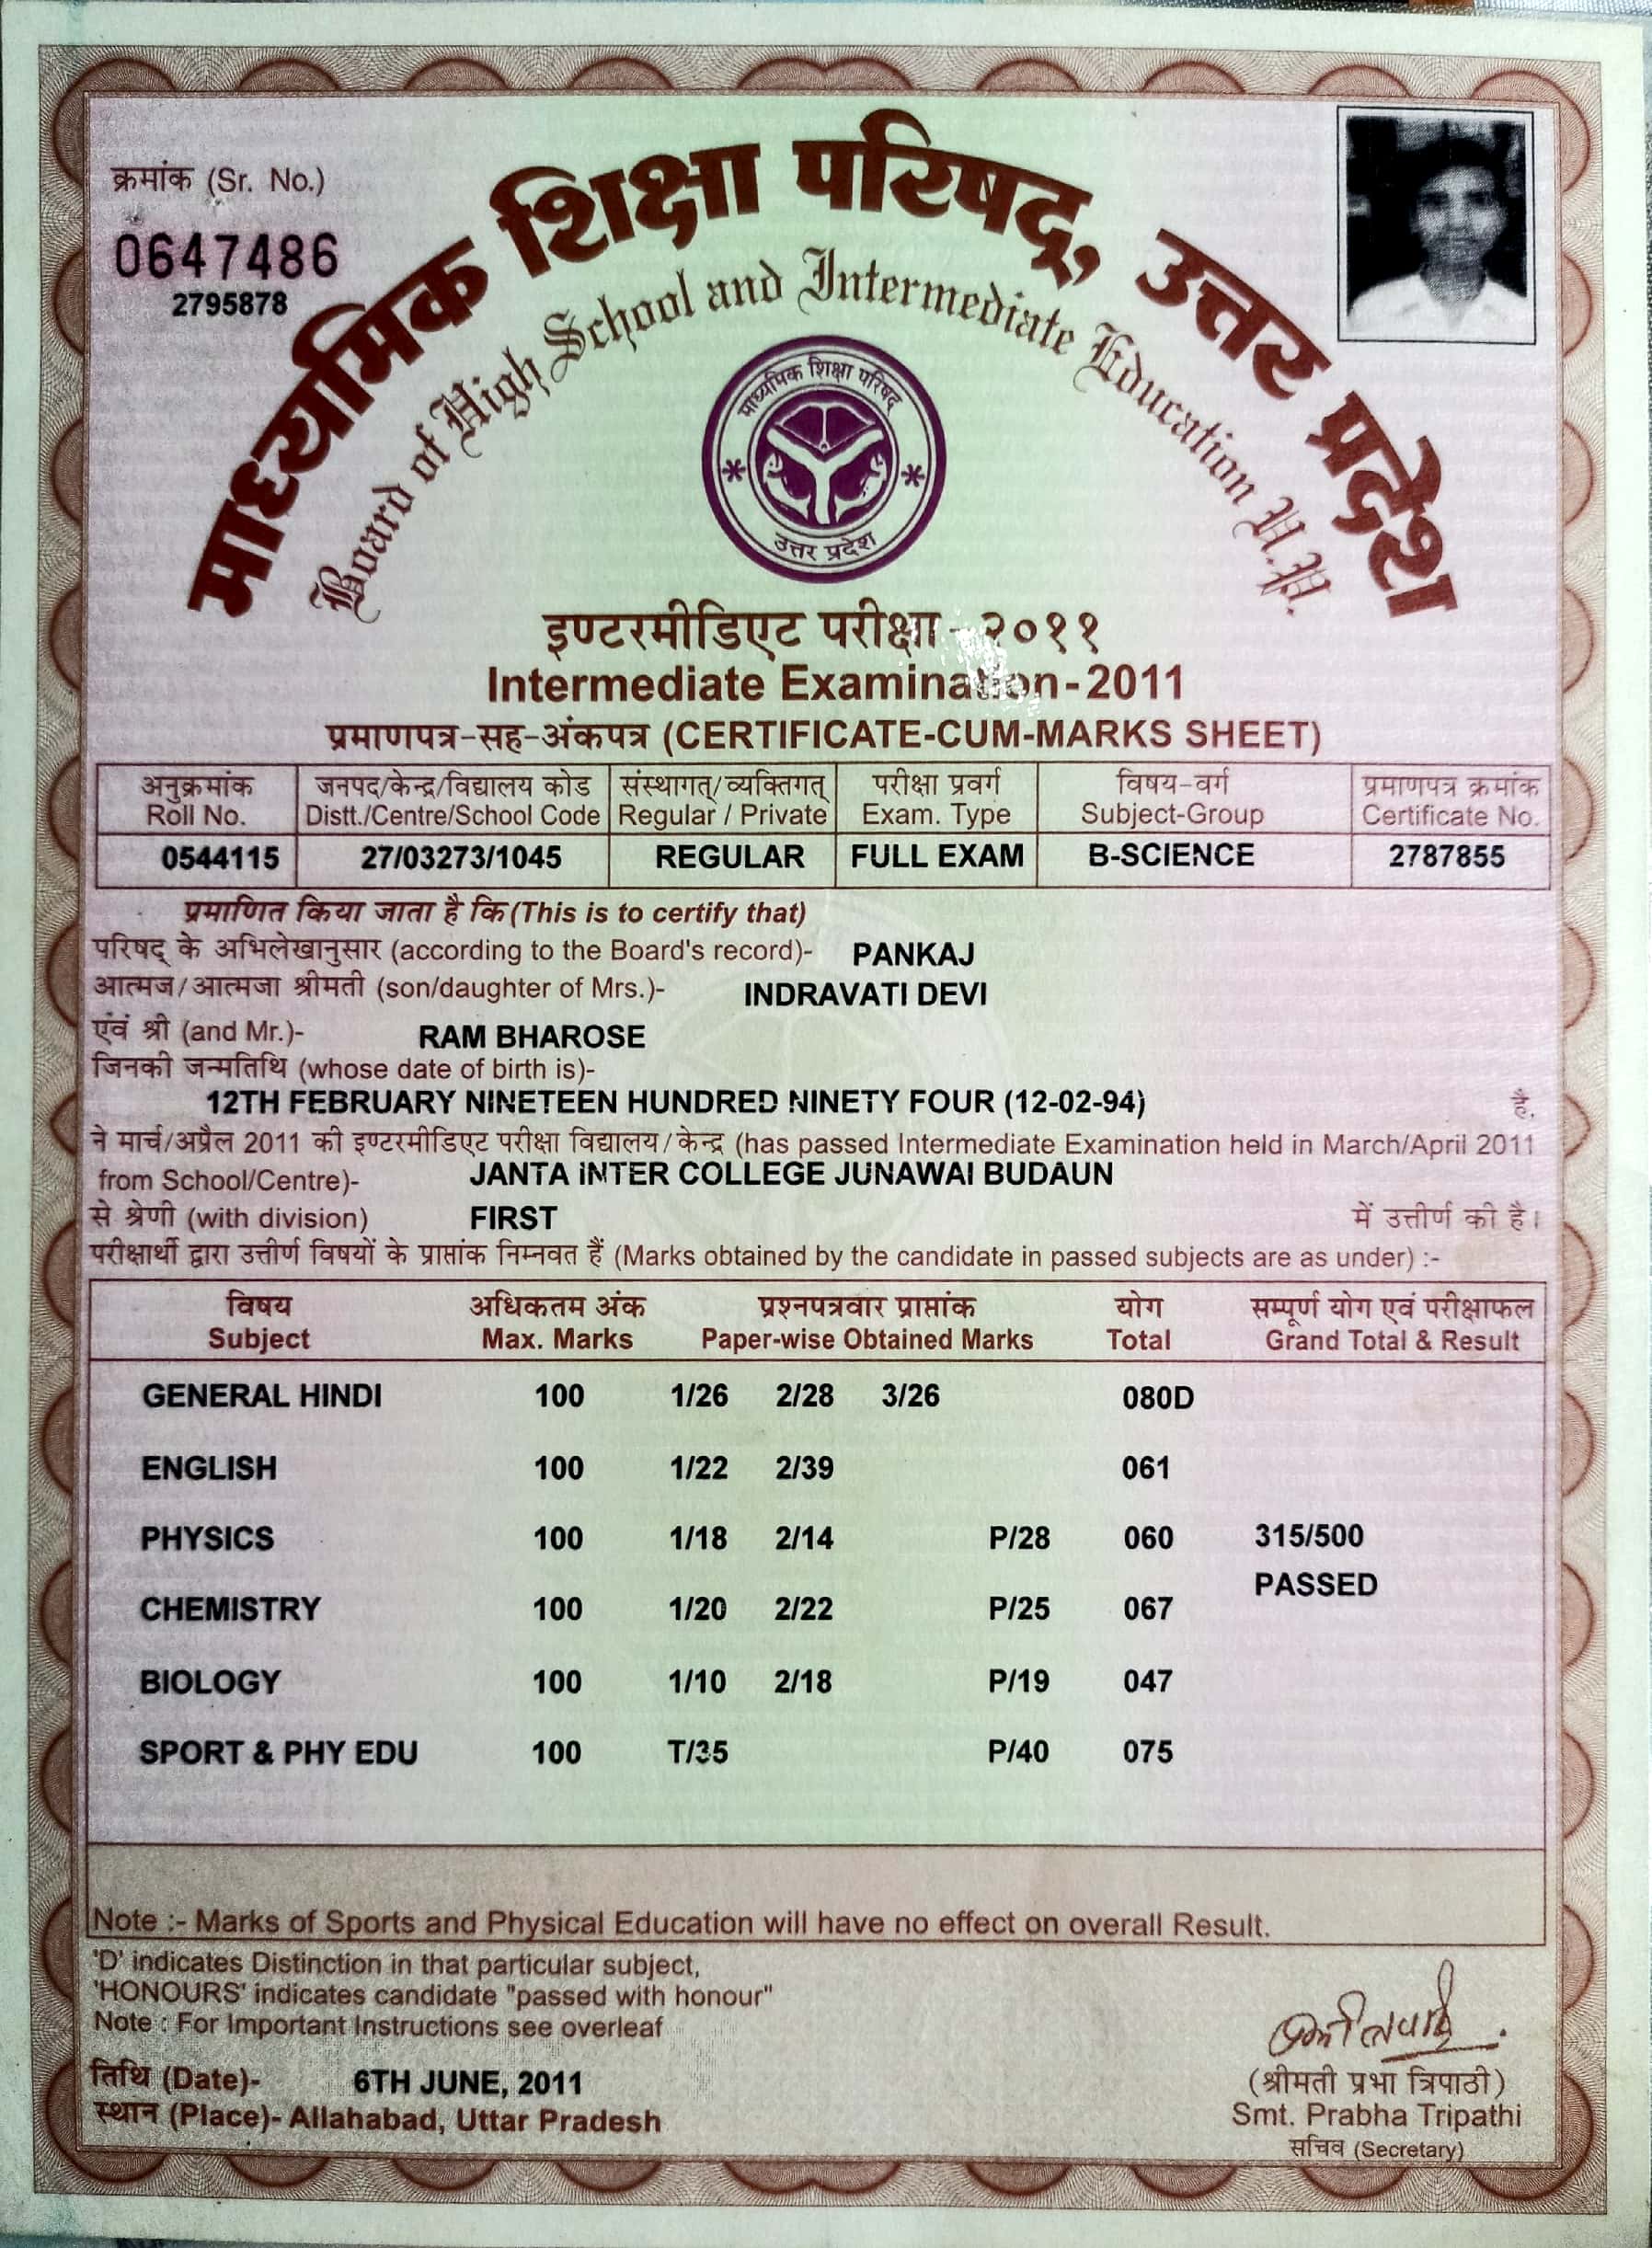 क्रमांक (Sr. No.)
0647486
2795878
माध्यमिक शिक्षा परिषद्, उत्तर प्रदेश
Board of High School and Intermediate Education U.P.
माध्यमिक शिक्षा परिषद
उत्तर प्रदेश
इण्टरमीडिएट परीक्षा - २०११
Intermediate Examination-2011
प्रमाणपत्र-सह-अंकपत्र (CERTIFICATE-CUM-MARKS SHEET)
अनुक्रमांक जनपद/केन्द्र/विद्यालय कोड संस्थागत्/व्यक्तिगत् परीक्षा प्रवर्ग विषय-वर्ग प्रमाणपत्र क्रमांक
Roll No. Distt./Centre/School Code Regular / Private Exam. Type Subject-Group Certificate No.
0544115 27/03273/1045 REGULAR FULL EXAM B-SCIENCE 2787855
प्रमाणित किया जाता है कि (This is to certify that)
परिषद् के अभिलेखानुसार (according to the Board's record)- PANKAJ
आत्मज/आत्मजा श्रीमती (son/daughter of Mrs.)- INDRAVATI DEVI
एवं श्री (and Mr.)- RAM BHAROSE
जिनकी जन्मतिथि (whose date of birth is)-
12TH FEBRUARY NINETEEN HUNDRED NINETY FOUR (12-02-94) है,
ने मार्च/अप्रैल 2011 की इण्टरमीडिएट परीक्षा विद्यालय/केन्द्र (has passed Intermediate Examination held in March/April 2011
from School/Centre)- JANTA INTER COLLEGE JUNAWAI BUDAUN
से श्रेणी (with division) FIRST में उत्तीर्ण की है।
परीक्षार्थी द्वारा उत्तीर्ण विषयों के प्राप्तांक निम्नवत हैं (Marks obtained by the candidate in passed subjects are as under) :-
विषय अधिकतम अंक प्रश्नपत्रवार प्राप्तांक योग सम्पूर्ण योग एवं परीक्षाफल
Subject Max. Marks Paper-wise Obtained Marks Total Grand Total & Result
GENERAL HINDI 100 1/26 2/28 3/26 080D
ENGLISH 100 1/22 2/39 061
PHYSICS 100 1/18 2/14 P/28 060 315/500
PASSED
CHEMISTRY 100 1/20 2/22 P/25 067
BIOLOGY 100 1/10 2/18 P/19 047
SPORT & PHY EDU 100 T/35 P/40 075
Note :- Marks of Sports and Physical Education will have no effect on overall Result.
'D' indicates Distinction in that particular subject,
'HONOURS' indicates candidate "passed with honour"
Note : For Important Instructions see overleaf
तिथि (Date)- 6TH JUNE, 2011
स्थान (Place)- Allahabad, Uttar Pradesh
(श्रीमती प्रभा त्रिपाठी)
Smt. Prabha Tripathi
सचिव (Secretary)